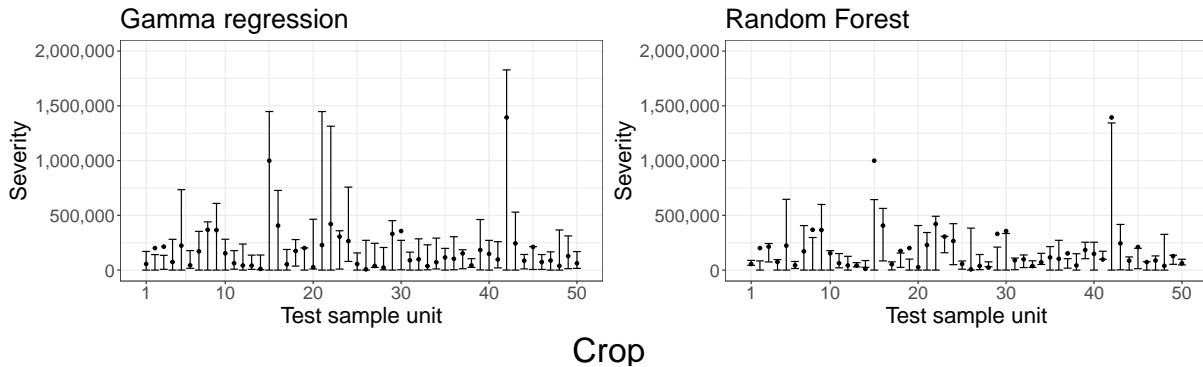 Gamma regression
2,000,000
1,500,000
1,000,000
500,000
0
Severity
1 10 20 30 40 50
Test sample unit
Random Forest
2,000,000
1,500,000
1,000,000
500,000
0
Severity
1 10 20 30 40 50
Test sample unit
Crop